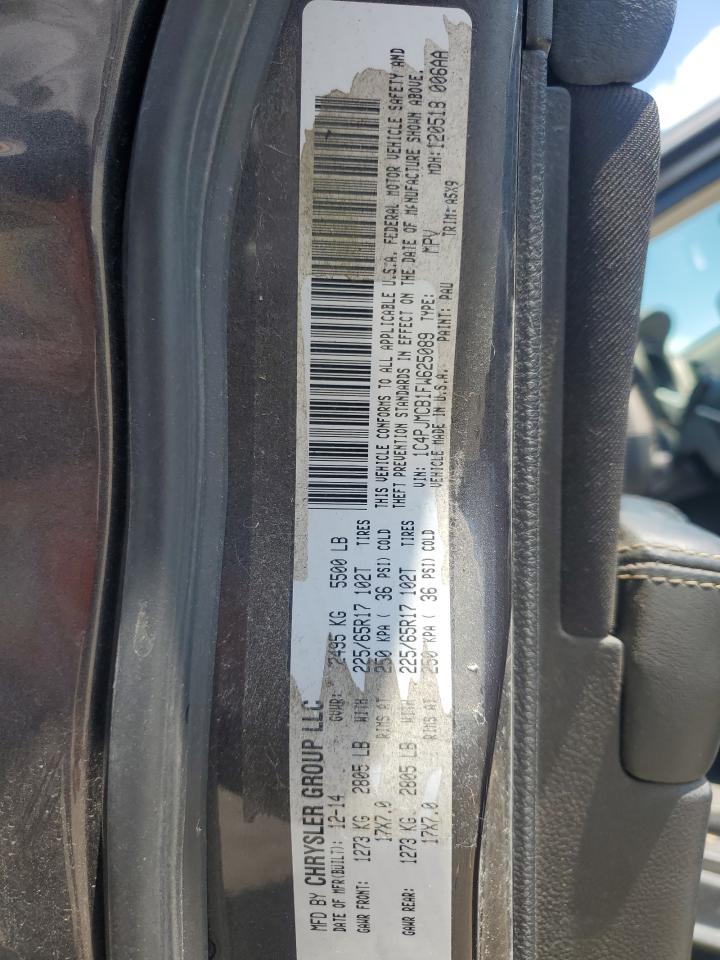 MFD BY CHRYSLER GROUP LLC
DATE OF MFR(BUILT): 12-14 GVWR: 2495 KG 5500 LB
GAWR FRONT: 1273 KG 2805 LB WITH 225/65R17 102T TIRES
17X7.0 RIMS AT 250 KPA ( 36 PSI) COLD
GAWR REAR: 1273 KG 2805 LB WITH 225/65R17 102T TIRES
17X7.0 RIMS AT 250 KPA ( 36 PSI) COLD
THIS VEHICLE CONFORMS TO ALL APPLICABLE U.S.A. FEDERAL MOTOR VEHICLE SAFETY AND
THEFT PREVENTION STANDARDS IN EFFECT ON THE DATE OF MANUFACTURE SHOWN ABOVE.
VIN: 1C4PJMCB1FW625089 TYPE: MPV MDH: 120518 006AA
VEHICLE MADE IN U.S.A. PAINT: PAU TRIM: A5X9